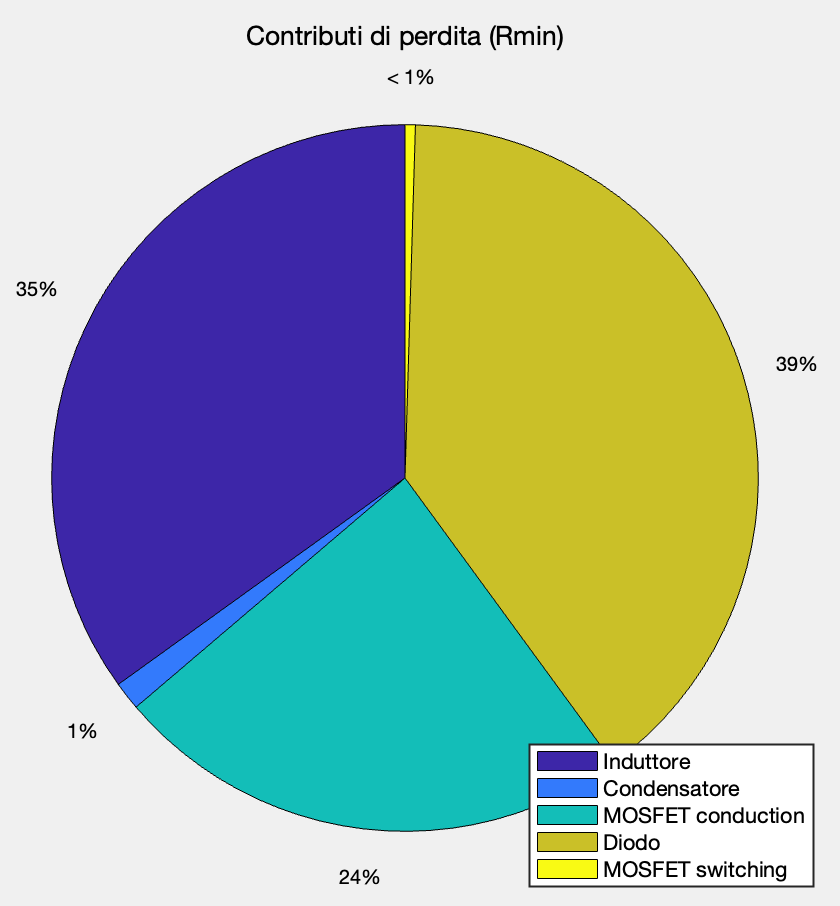 Contributi di perdita (Rmin)
< 1%
35%
39%
1%
24%
Induttore
Condensatore
MOSFET conduction
Diodo
MOSFET switching